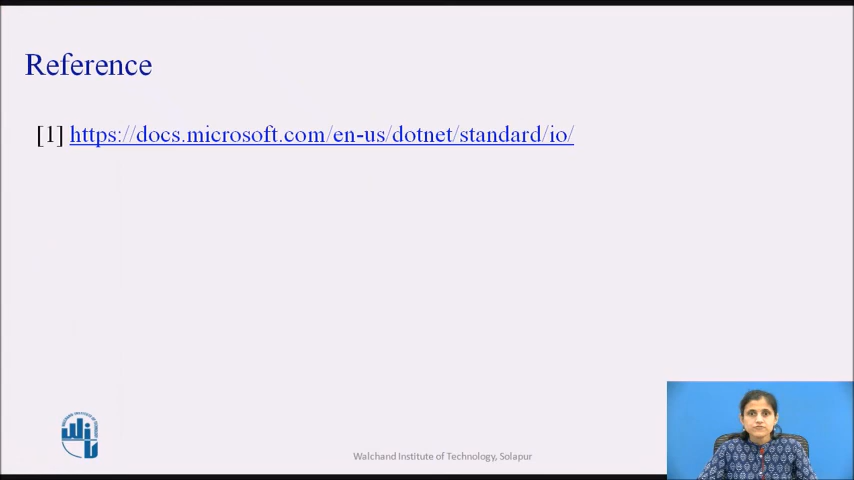 Reference
[1] https://docs.microsoft.com/en-us/dotnet/standard/io/
Walchand Institute of Technology, Solapur